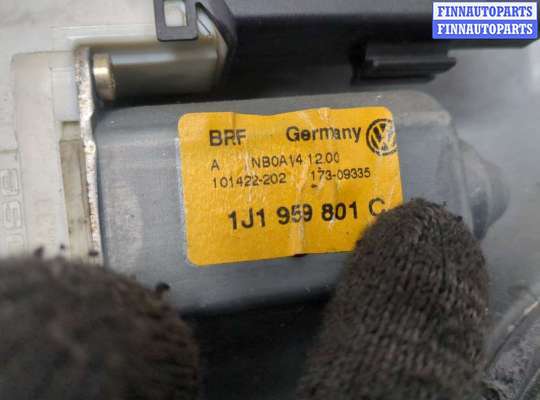 FINNAUTOPARTS
FINNAUTOPARTS
BRF Germany
A NB0A14 12.00
101422-202 173-09335
1J1 959 801 C